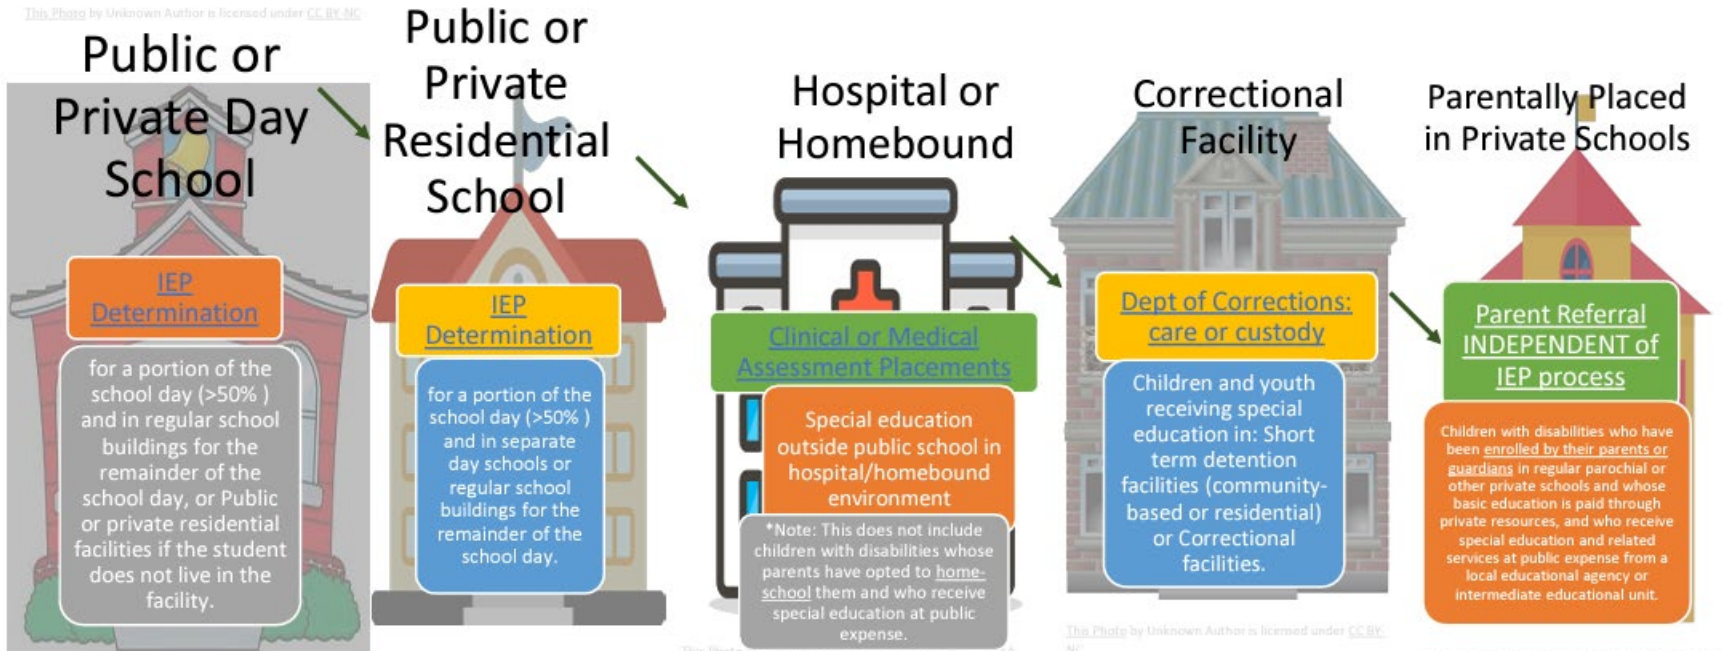 This Photo by Unknown Author is licensed under CC BY-NC
Public or
Private Day
School
IEP
Determination
for a portion of the
school day (>50% )
and in regular school
buildings for the
remainder of the
school day, or Public
or private residential
facilities if the student
does not live in the
facility.
Public or
Private
Residential
School
IEP
Determination
for a portion of the
school day (>50% )
and in separate
day schools or
regular school
buildings for the
remainder of the
school day.
Hospital or
Homebound
Clinical or Medical
Assessment Placements
Special education
outside public school in
hospital/homebound
environment
*Note: This does not include
children with disabilities whose
parents have opted to home-
school them and who receive
special education at public
expense.
Correctional
Facility
Dept of Corrections:
care or custody
Children and youth
receiving special
education in: Short
term detention
facilities (community-
based or residential)
or Correctional
facilities.
This Photo by Unknown Author is licensed under CC BY-
NC
Parentally Placed
in Private Schools
Parent Referral
INDEPENDENT of
IEP process
Children with disabilities who have
been enrolled by their parents or
guardians in regular parochial or
other private schools and whose
basic education is paid through
private resources, and who receive
special education and related
services at public expense from a
local educational agency or
intermediate educational unit.